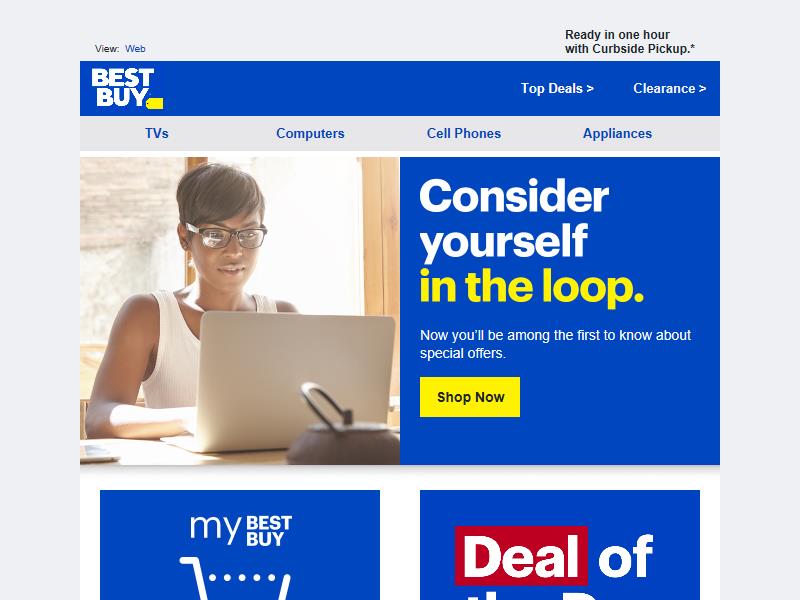 Ready in one hour
View: Web
with Curbside Pickup.*
BEST
BUY
Top Deals >
Clearance >
TVs
Computers
Cell Phones
Appliances
Consider
yourself
in the loop.
Now you'll be among the first to know about
special offers.
Shop Now
my BEST
BUY
Deal of